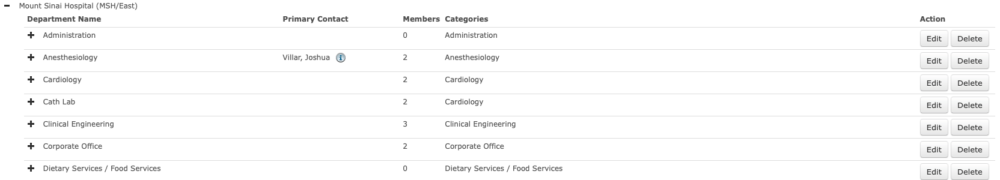 Mount Sinai Hospital (MSH/East)
Department Name Primary Contact Members Categories Action
Administration 0 Administration Edit Delete
Anesthesiology Villar, Joshua i 2 Anesthesiology Edit Delete
Cardiology 2 Cardiology Edit Delete
Cath Lab 2 Cardiology Edit Delete
Clinical Engineering 3 Clinical Engineering Edit Delete
Corporate Office 2 Corporate Office Edit Delete
Dietary Services / Food Services 0 Dietary Services / Food Services Edit Delete